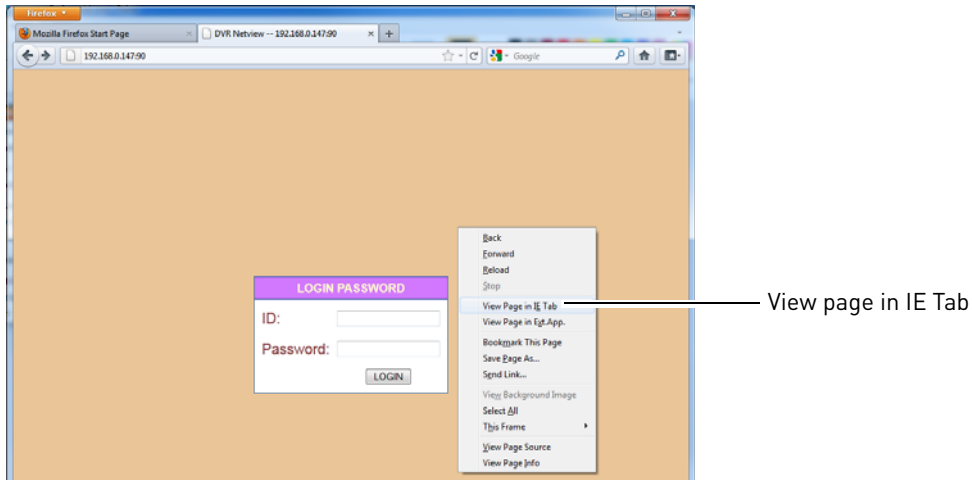 Firefox
Mozilla Firefox Start Page
DVR Netview -- 192.168.0.147:90
192.168.0.147:90
Google
LOGIN PASSWORD
ID:
Password:
LOGIN
Back
Forward
Reload
Stop
View Page in IE Tab
View Page in Ext.App.
Bookmark This Page
Save Page As...
Send Link...
View Background Image
Select All
This Frame
View Page Source
View Page Info
View page in IE Tab